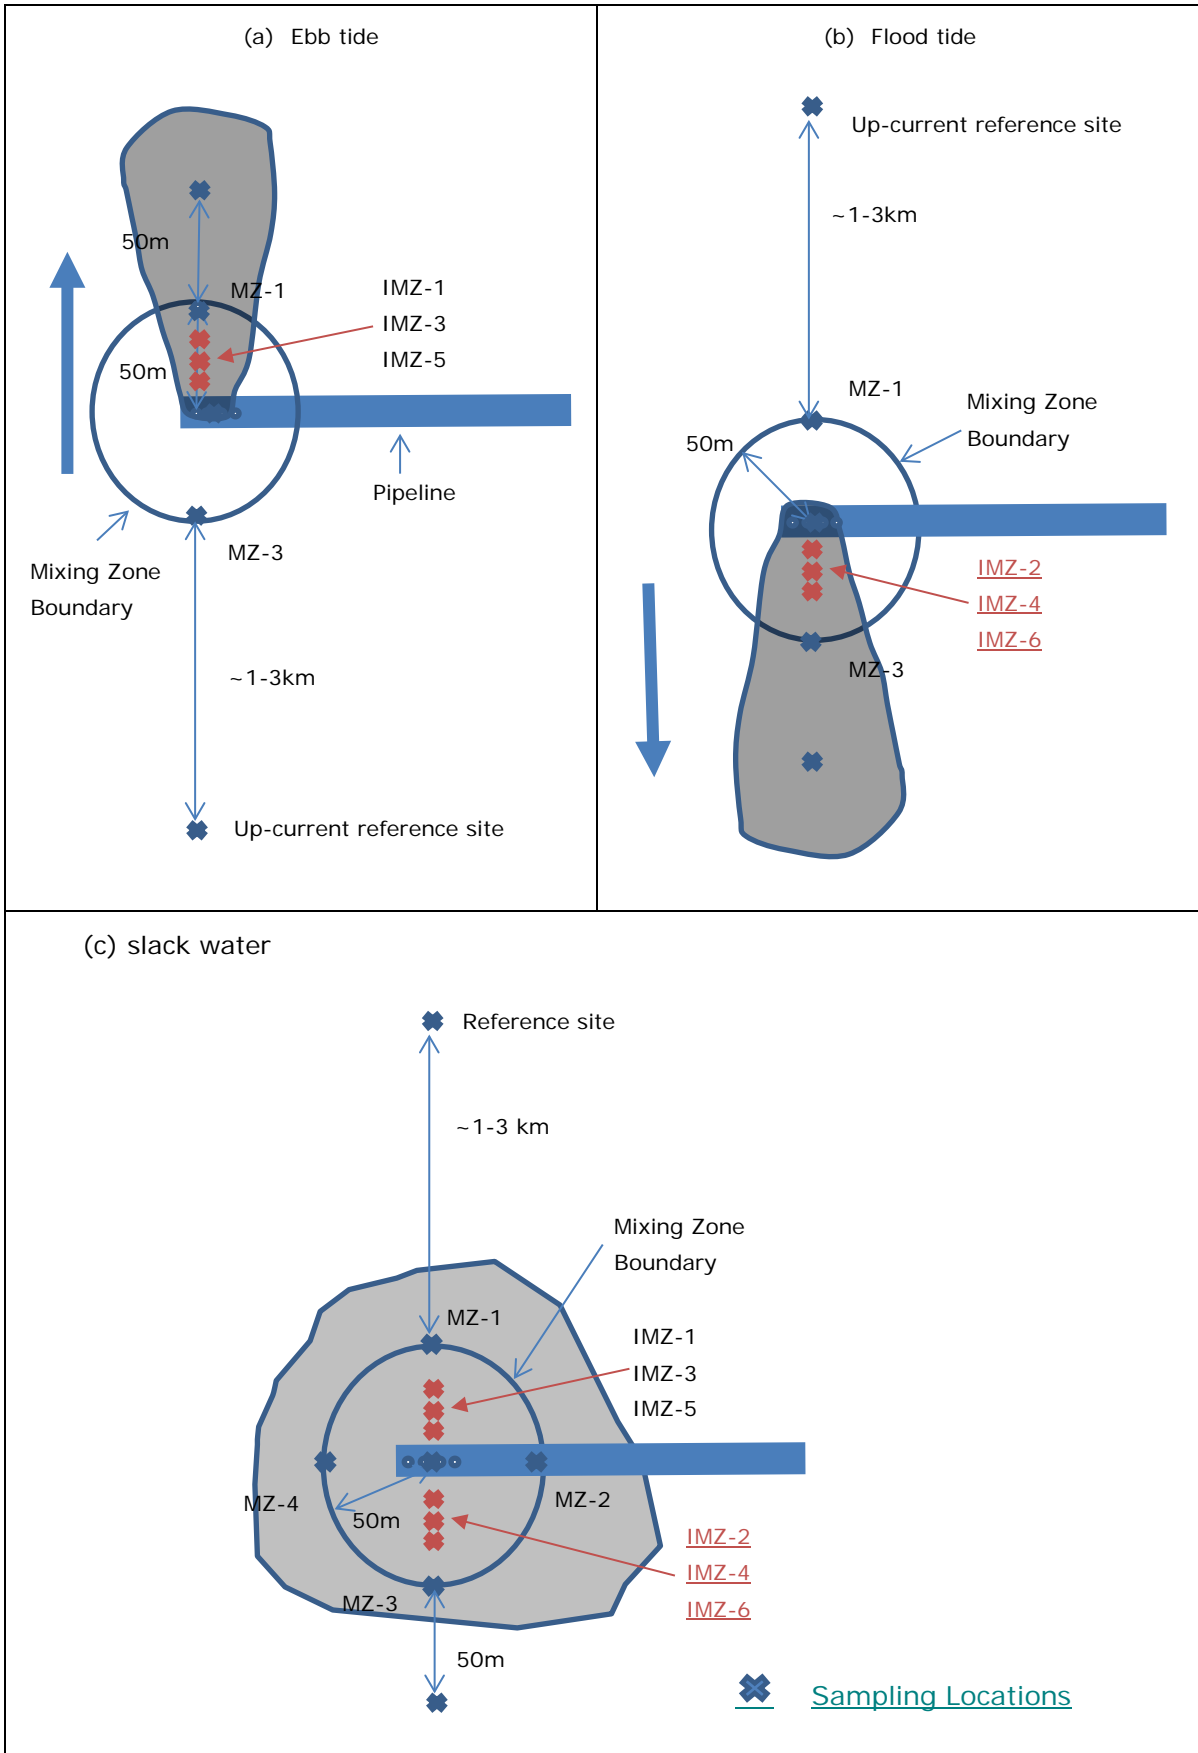 (a) Ebb tide
50m
MZ-1
IMZ-1
IMZ-3
IMZ-5
50m
Pipeline
MZ-3
Mixing Zone
Boundary
~1-3km
Up-current reference site
(b) Flood tide
Up-current reference site
~1-3km
MZ-1
Mixing Zone
Boundary
50m
IMZ-2
IMZ-4
IMZ-6
MZ-3
(c) slack water
Reference site
~1-3 km
Mixing Zone
Boundary
MZ-1
IMZ-1
IMZ-3
IMZ-5
MZ-4
MZ-2
50m
IMZ-2
IMZ-4
IMZ-6
MZ-3
50m
Sampling Locations